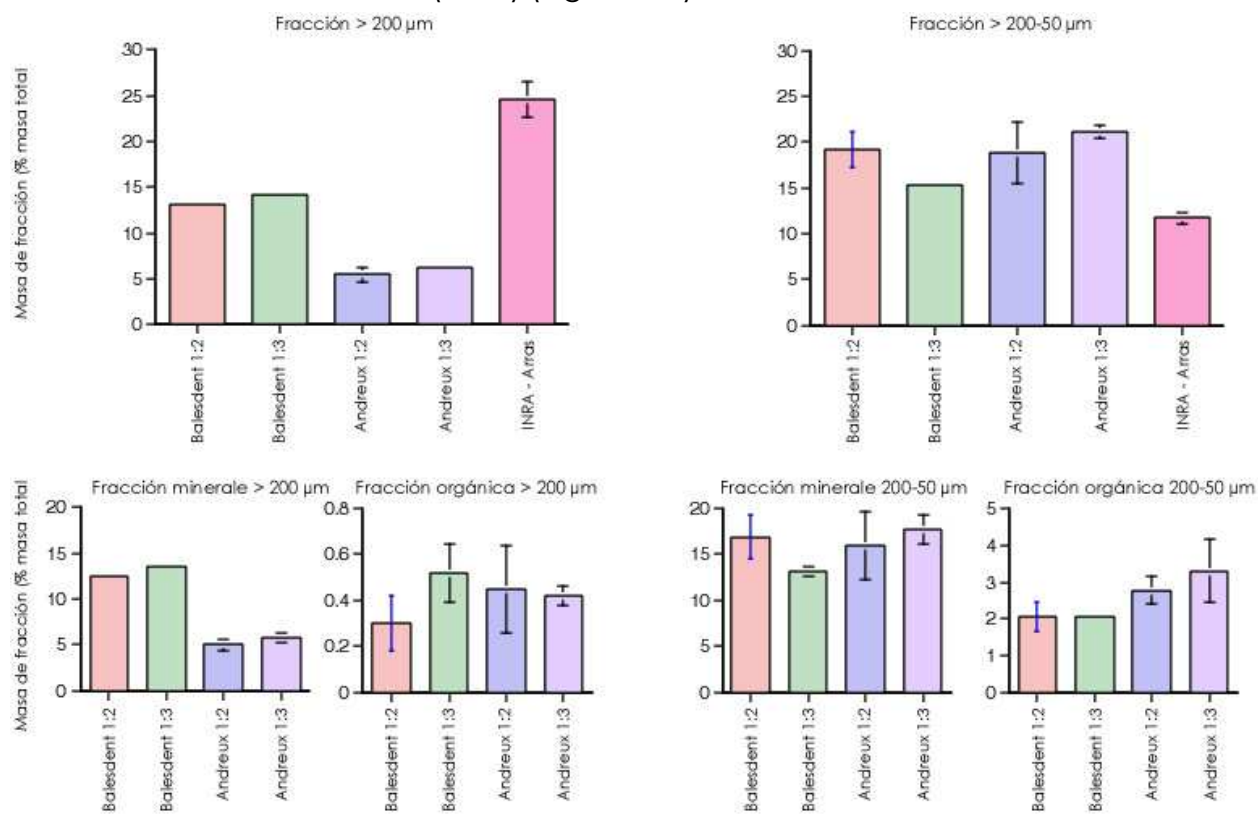 Fracción > 200 µm
Masa de fracción (% masa total
30
25
20
15
10
5
0
Balesdent 1:2
Balesdent 1:3
Andreux 1:2
Andreux 1:3
INRA - Arras
Fracción > 200-50 µm
30
25
20
15
10
5
0
Balesdent 1:2
Balesdent 1:3
Andreux 1:2
Andreux 1:3
INRA - Arras
Fracción minerale > 200 µm
Masa de fracción (% masa total
20
15
10
5
0
Balesdent 1:2
Balesdent 1:3
Andreux 1:2
Andreux 1:3
Fracción orgánica > 200 µm
0.8
0.6
0.4
0.2
0
Balesdent 1:2
Balesdent 1:3
Andreux 1:2
Andreux 1:3
Fracción minerale 200-50 µm
20
15
10
5
0
Balesdent 1:2
Balesdent 1:3
Andreux 1:2
Andreux 1:3
Fracción orgánica 200-50 µm
5
4
3
2
1
0
Balesdent 1:2
Balesdent 1:3
Andreux 1:2
Andreux 1:3